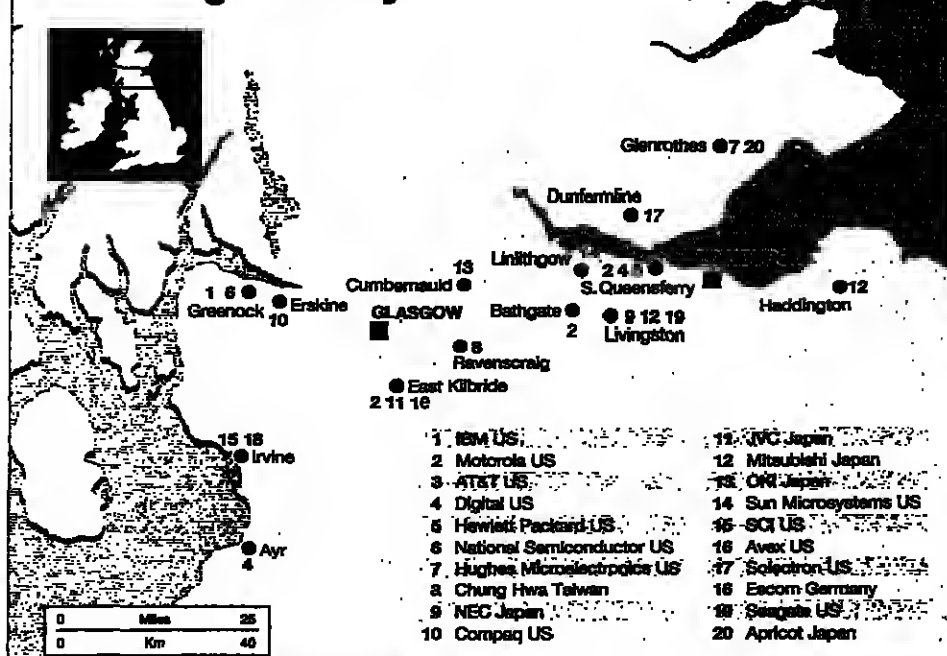 Glenrothes 7 20
Dunfermline
17
Linlithgow
2 4 5
S. Queensferry
13
Cumbernauld
1 6
Greenock
Erskine
10
GLASGOW
Bathgate
2
9 12 19
Livingston
12
Haddington
8
Ravenscraig
East Kilbride
2 11 16
15 18
Irvine
Ayr
4
1 IBM US
2 Motorola US
3 AT&T US
4 Digital US
5 Hewlett Packard US
6 National Semiconductor US
7 Hughes Microelectronics US
8 Chung Hwa Taiwan
9 NEC Japan
10 Compaq US
11 JVC Japan
12 Mitsubishi Japan
13 OKI Japan
14 Sun Microsystems US
15 SCI US
16 Avex US
17 Solectron US
18 Escom Germany
19 Seagate US
20 Apricot Japan
0 Miles 25
0 Km 40